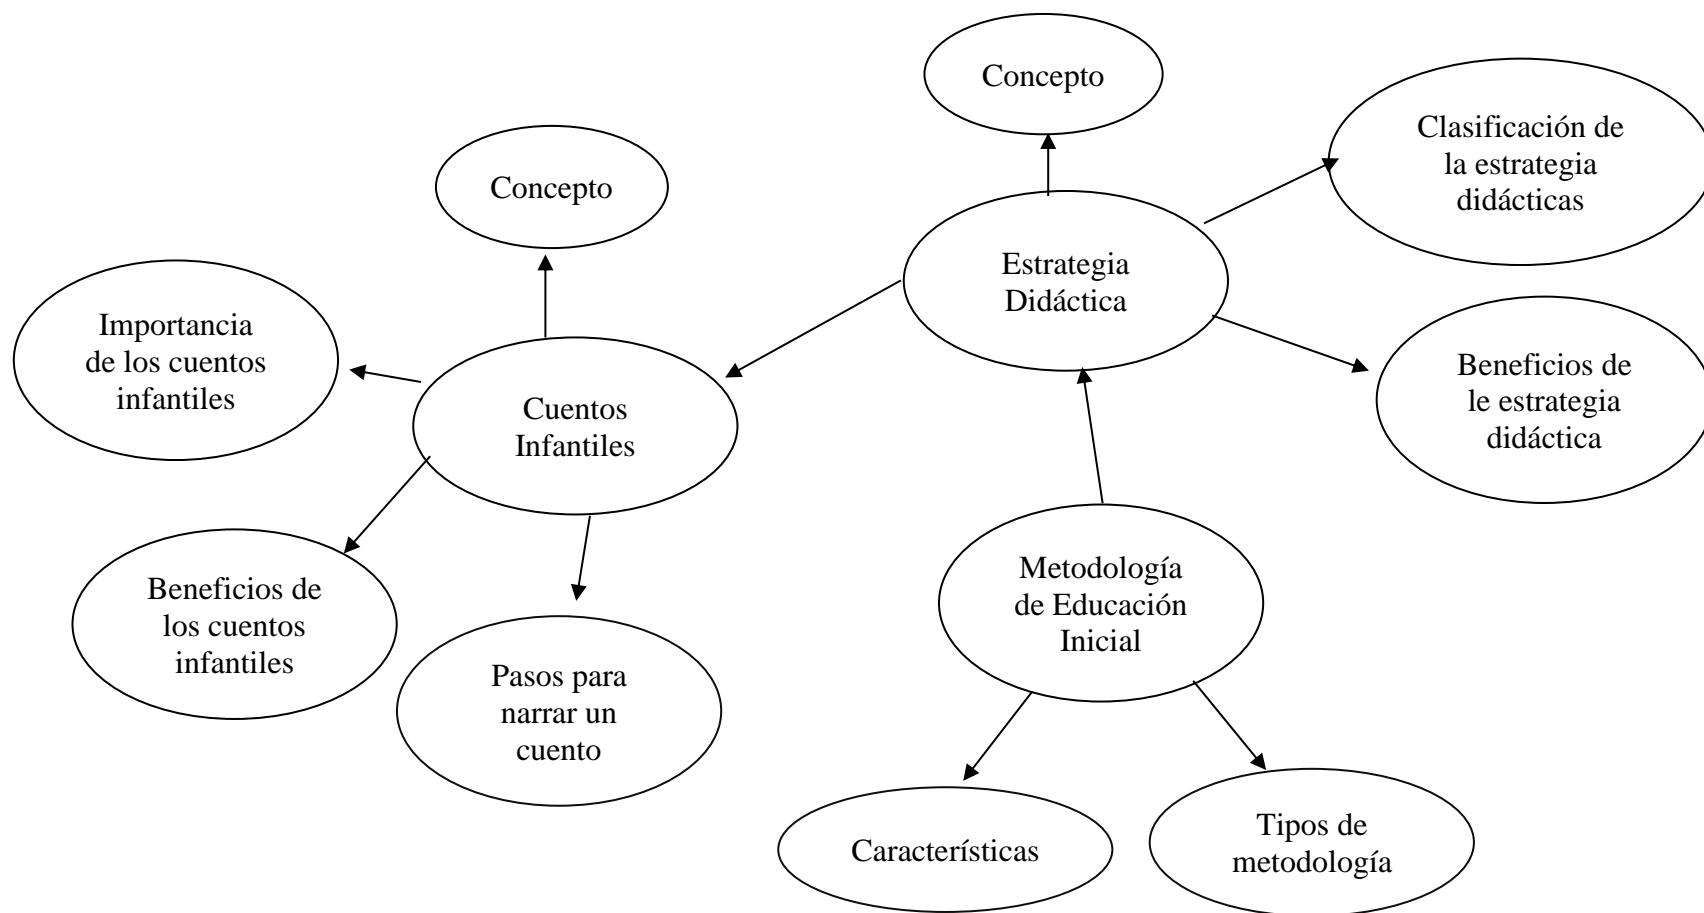 Concepto
Clasificación de
la estrategia
didácticas
Concepto
Estrategia
Didáctica
Importancia
de los cuentos
infantiles
Beneficios de
le estrategia
didáctica
Cuentos
Infantiles
Metodología
de Educación
Inicial
Beneficios de
los cuentos
infantiles
Pasos para
narrar un
cuento
Características
Tipos de
metodología